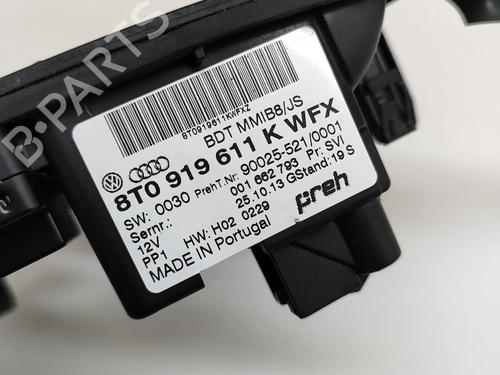 8T0919611KWFXZ
BDT MMIB8/JS
8T0 919 611 K WFX
SW: 0030 PrehT.Nr: 90025-521/0001
Sernr.: 001 662 793 Pr: SVI
12V 25.10.13 GStand: 19 S
PP1 HW: H02 0229
MADE IN Portugal
preh
B-PARTS